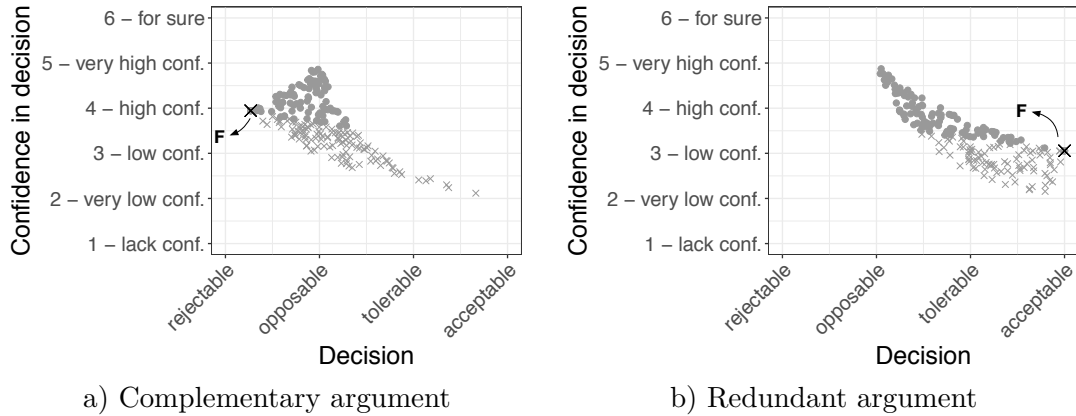 Confidence in decision
6 – for sure
5 – very high conf.
4 – high conf.
3 – low conf.
2 – very low conf.
1 – lack conf.
F
rejectable
opposable
tolerable
acceptable
Decision
a) Complementary argument
Confidence in decision
6 – for sure
5 – very high conf.
4 – high conf.
3 – low conf.
2 – very low conf.
1 – lack conf.
F
rejectable
opposable
tolerable
acceptable
Decision
b) Redundant argument